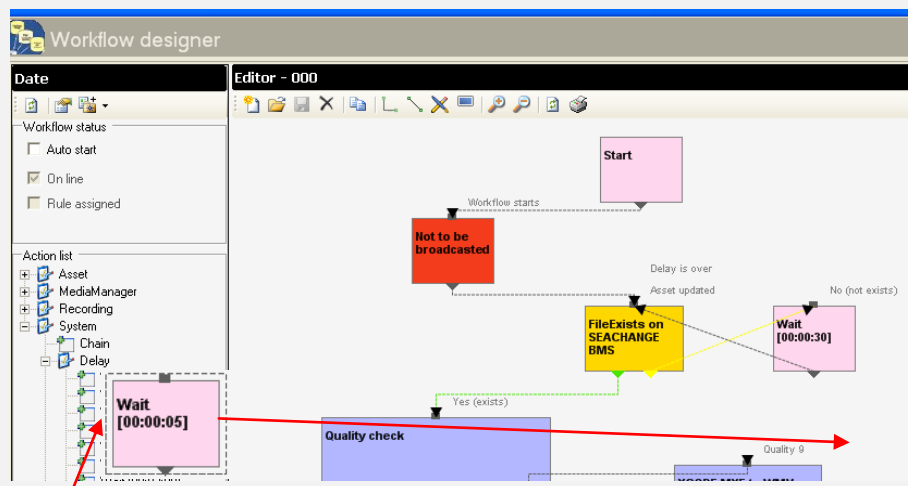 Workflow designer
Date
Editor - 000
Workflow status
Auto start
On line
Rule assigned
Action list
Asset
MediaManager
Recording
System
Chain
Delay
Wait
[00:00:05]
Start
Workflow starts
Not to be
broadcasted
Delay is over
Asset updated
No (not exists)
FileExists on
SEACHANGE
BMS
Wait
[00:00:30]
Yes (exists)
Quality check
Quality 9